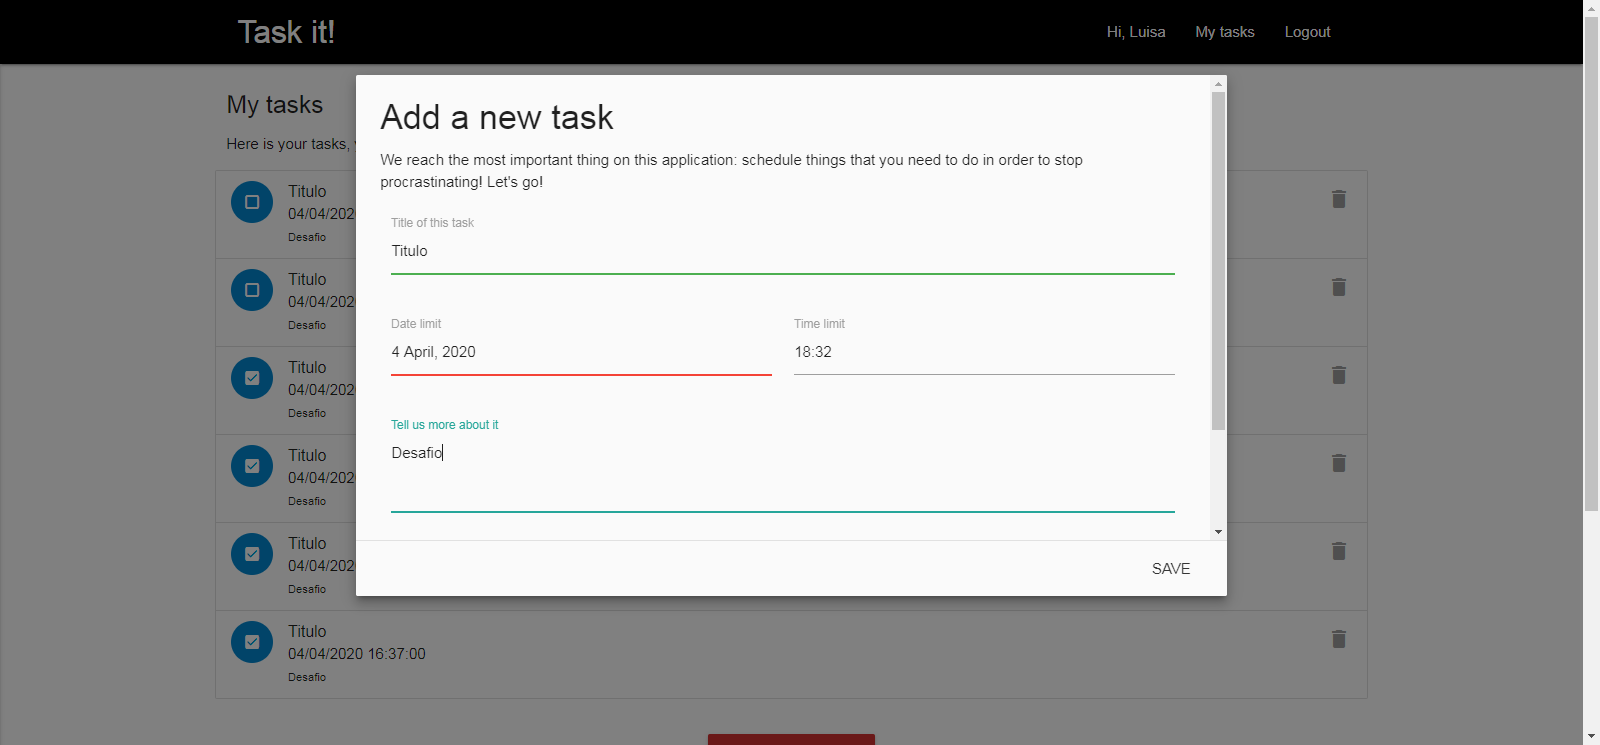 Task it!
Hi, Luisa My tasks Logout
My tasks
Here is your tasks,
Add a new task
We reach the most important thing on this application: schedule things that you need to do in order to stop
procrastinating! Let's go!
Title of this task
Titulo
Date limit
4 April, 2020
Time limit
18:32
Tell us more about it
Desafio
SAVE
Titulo
04/04/202
Desafio
Titulo
04/04/202
Desafio
Titulo
04/04/202
Desafio
Titulo
04/04/202
Desafio
Titulo
04/04/202
Desafio
Titulo
04/04/2020 16:37:00
Desafio